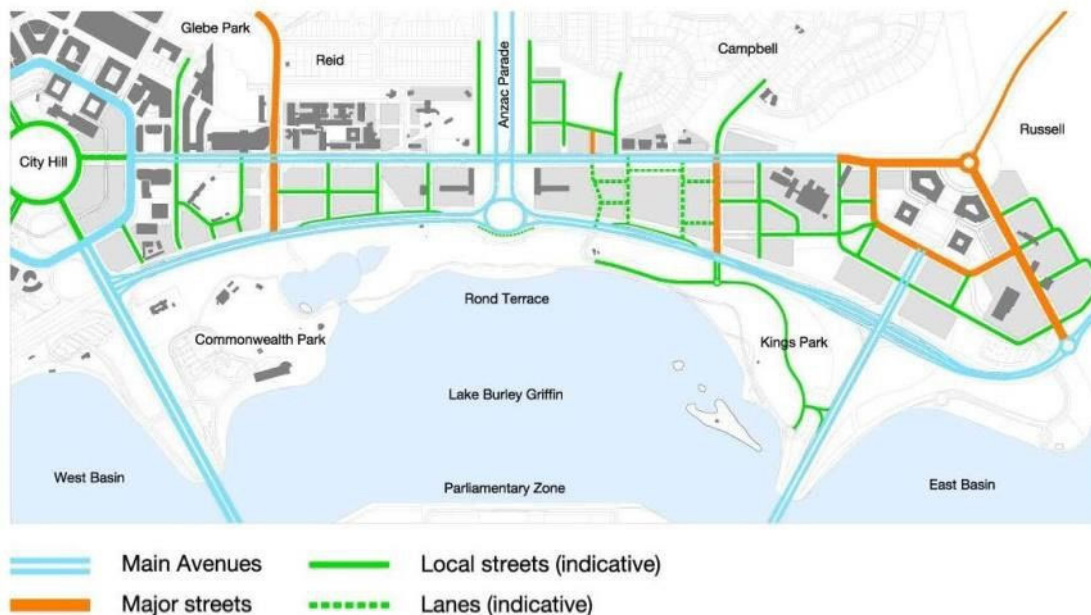 Glebe Park
Reid
Anzac Parade
Campbell
Russell
City Hill
Rond Terrace
Commonwealth Park
Kings Park
Lake Burley Griffin
West Basin
Parliamentary Zone
East Basin
Main Avenues
Local streets (indicative)
Major streets
Lanes (indicative)